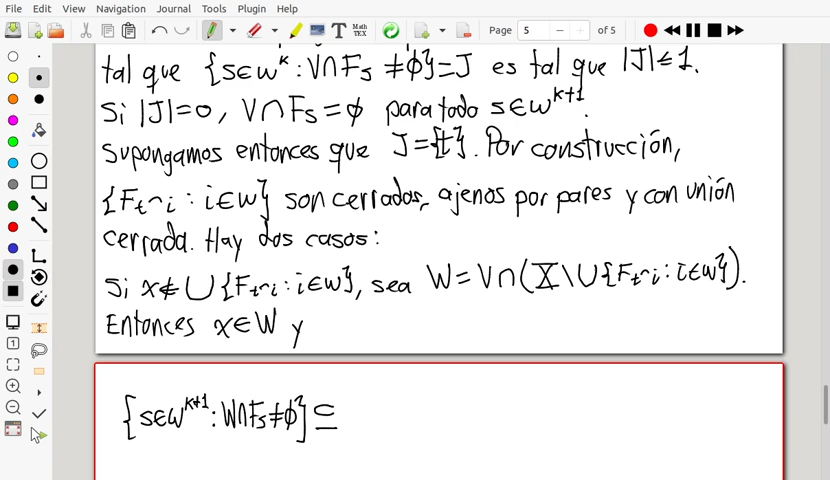 File Edit View Navigation Journal Tools Plugin Help
Math TEX Page 5 of 5
tal que {s∈ω^k : V∩F_s ≠ ∅} = J es tal que |J|≤1.
Si |J|=0, V∩F_s = ∅ para todo s∈ω^{k+1}.
Supongamos entonces que J={t}. Por construcción,
{F_{t⌢i} : i∈ω} son cerrados, ajenos por pares y con unión
cerrada. Hay dos casos:
Si x∉ ⋃{F_{t⌢i} : i∈ω}, sea W = V∩(X∖⋃{F_{t⌢i} : i∈ω}).
Entonces x∈W y
{s∈ω^{k+1} : W∩F_s ≠ ∅} ⊆